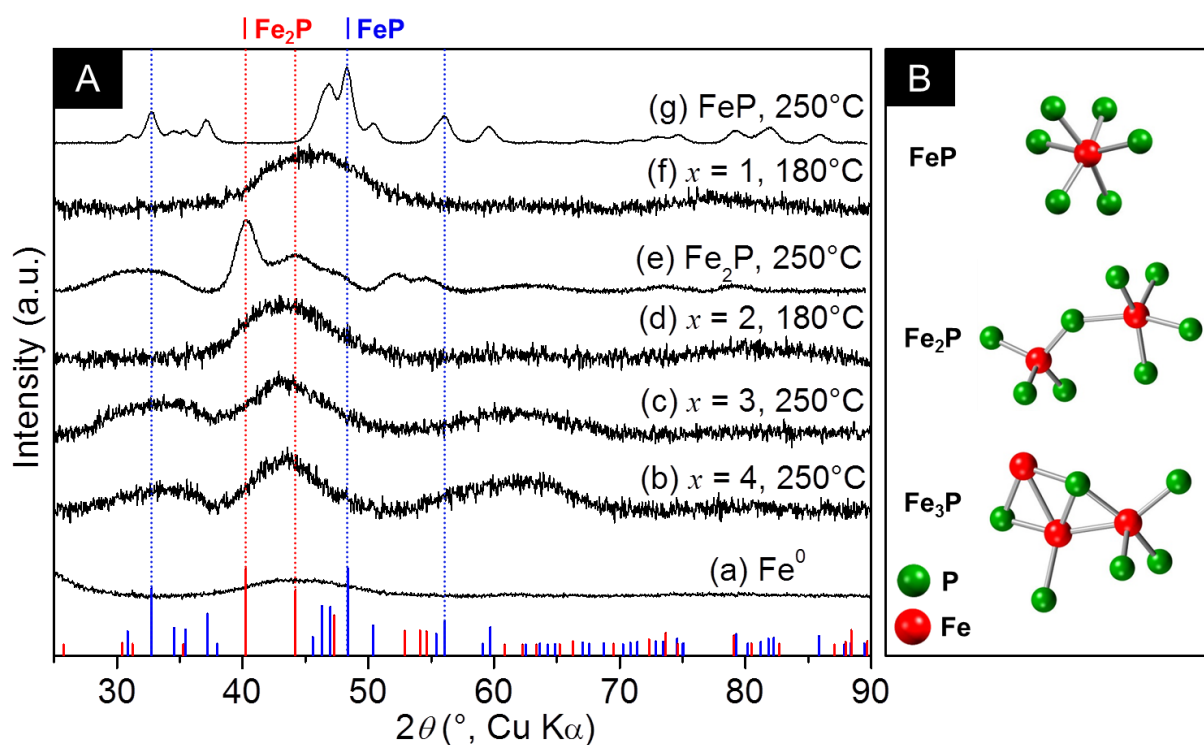 | Fe₂P | FeP
A
(g) FeP, 250°C
(f) x = 1, 180°C
(e) Fe₂P, 250°C
(d) x = 2, 180°C
(c) x = 3, 250°C
(b) x = 4, 250°C
(a) Fe⁰
Intensity (a.u.)
30 40 50 60 70 80 90
2θ (°, Cu Kα)
B
FeP
Fe₂P
Fe₃P
P
Fe